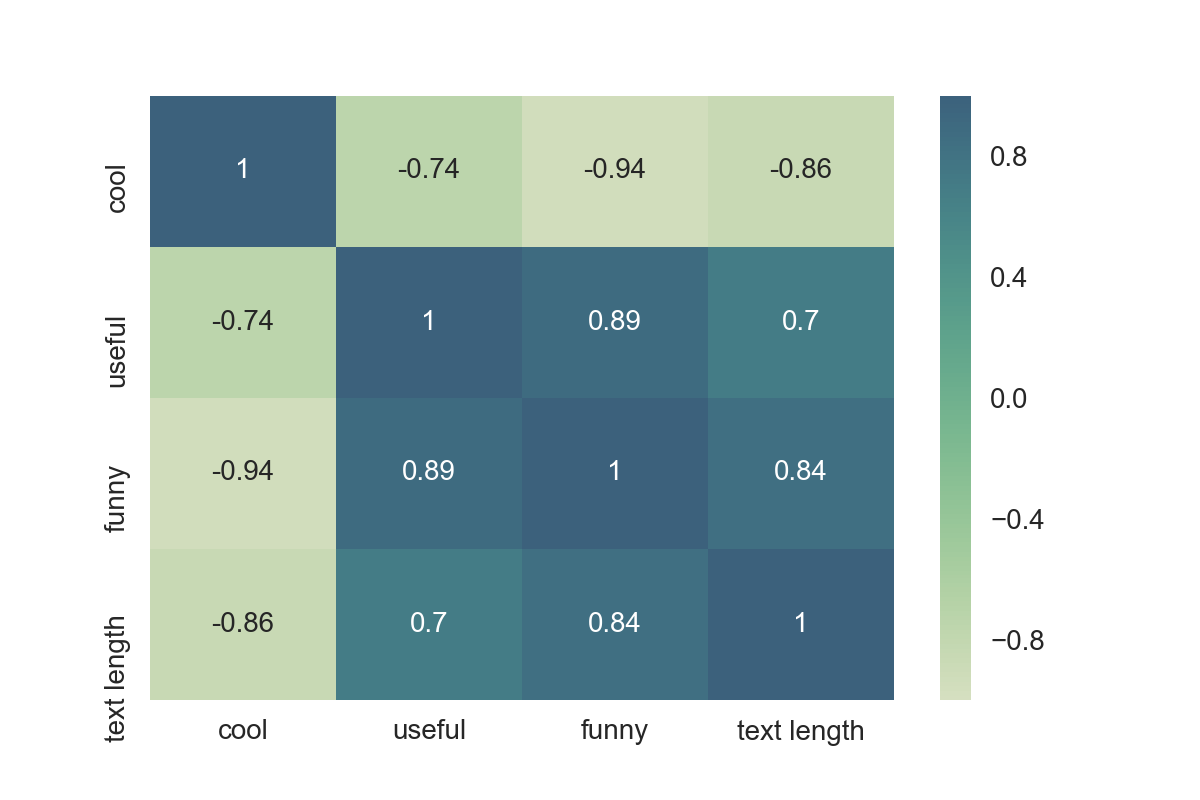 cool 1 -0.74 -0.94 -0.86
useful -0.74 1 0.89 0.7
funny -0.94 0.89 1 0.84
text length -0.86 0.7 0.84 1
cool useful funny text length
0.8
0.4
0.0
−0.4
−0.8